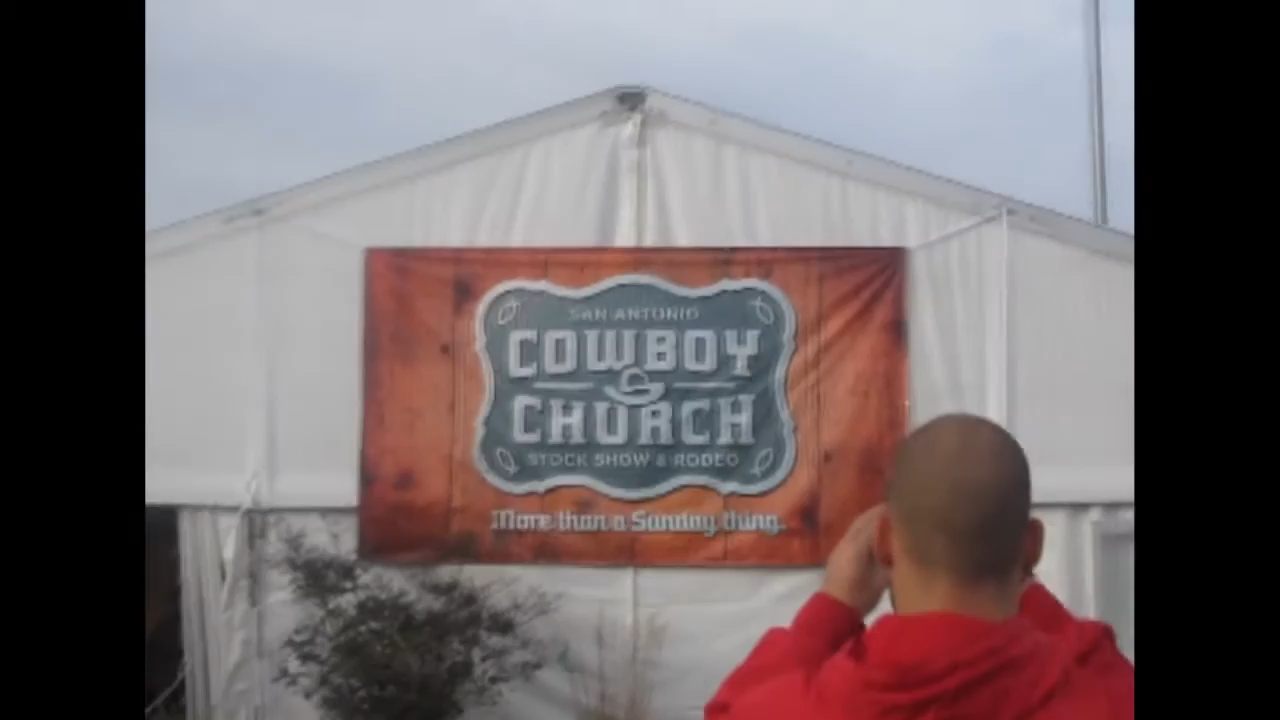 SAN ANTONIO
COWBOY
CHURCH
STOCK SHOW & RODEO
More than a Sunday thing.